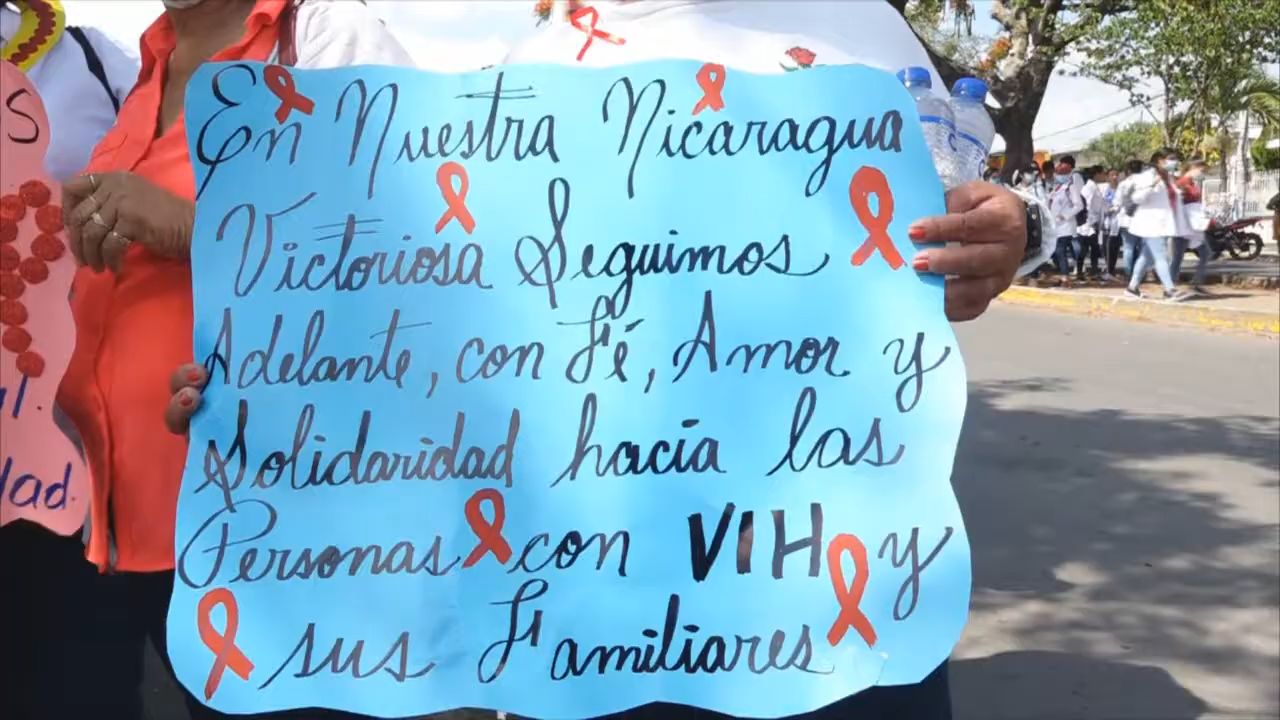 En Nuestra Nicaragua
Victoriosa Seguimos
Adelante, con Fé, Amor y
Solidaridad hacia las
Personas con VIH y
sus Familiares